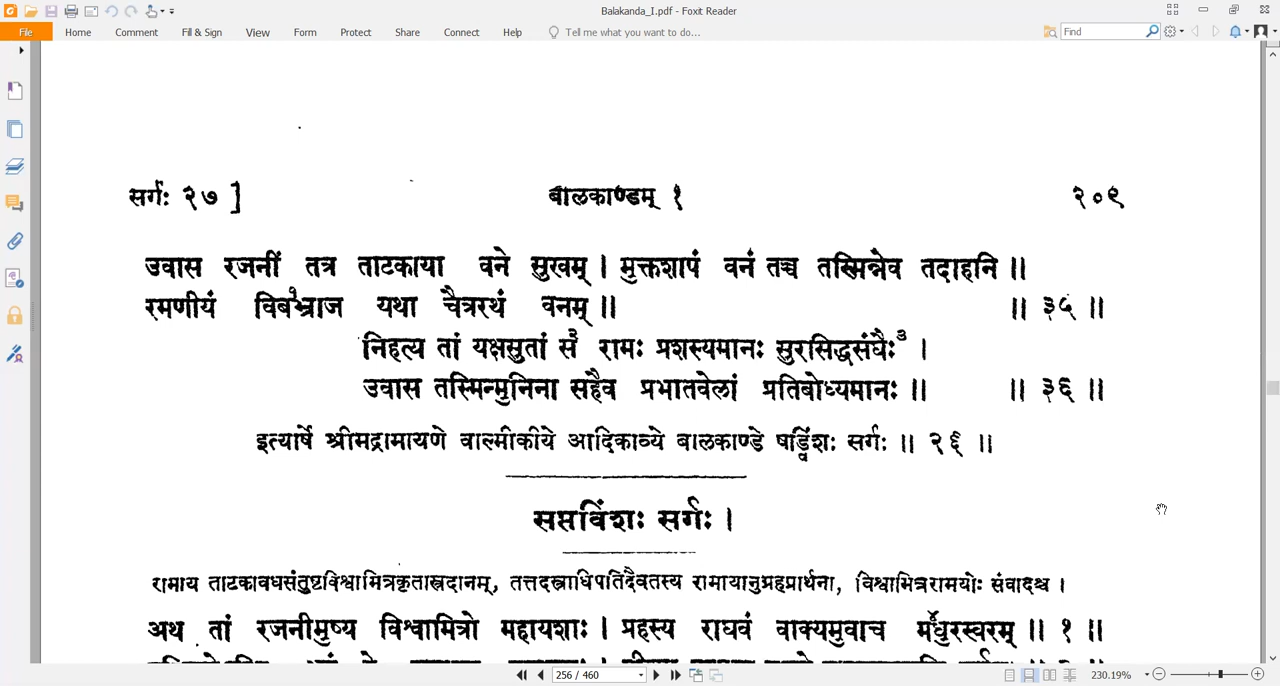 Balakanda_I.pdf - Foxit Reader
File Home Comment Fill & Sign View Form Protect Share Connect Help Tell me what you want to do... Find
सर्गः २७ ] बालकाण्डम् १ २०९
उवास रजनीं तत्र ताटकाया वने सुखम् । मुक्तशापं वनं तच्च तस्मिन्नेव तदाहनि ॥
रमणीयं विबभ्राज यथा चैत्ररथं वनम् ॥ ॥ ३५ ॥
निहत्य तां यक्षसुतां स३ रामः प्रशस्यमानः सुरसिद्धसंघैः३ ।
उवास तस्मिन्मुनिना सहैव प्रभातवेलां प्रतिबोध्यमानः ॥ ॥ ३६ ॥
इत्यार्षे श्रीमद्रामायणे वाल्मीकीये आदिकाव्ये बालकाण्डे षड्विंशः सर्गः ॥ २६ ॥
सप्तविंशः सर्गः ।
रामाय ताटकावधसंतुष्टविश्वामित्रकृतास्त्रदानम्, तत्तदस्त्राधिपतिदैवतस्य रामायानुग्रहप्रार्थना, विश्वामित्ररामयोः संवादश्च ।
अथ तां रजनीमुष्य विश्वामित्रो महायशाः । प्रहस्य राघवं वाक्यमुवाच मधुरस्वरम् ॥ १ ॥
256 / 460 230.19%